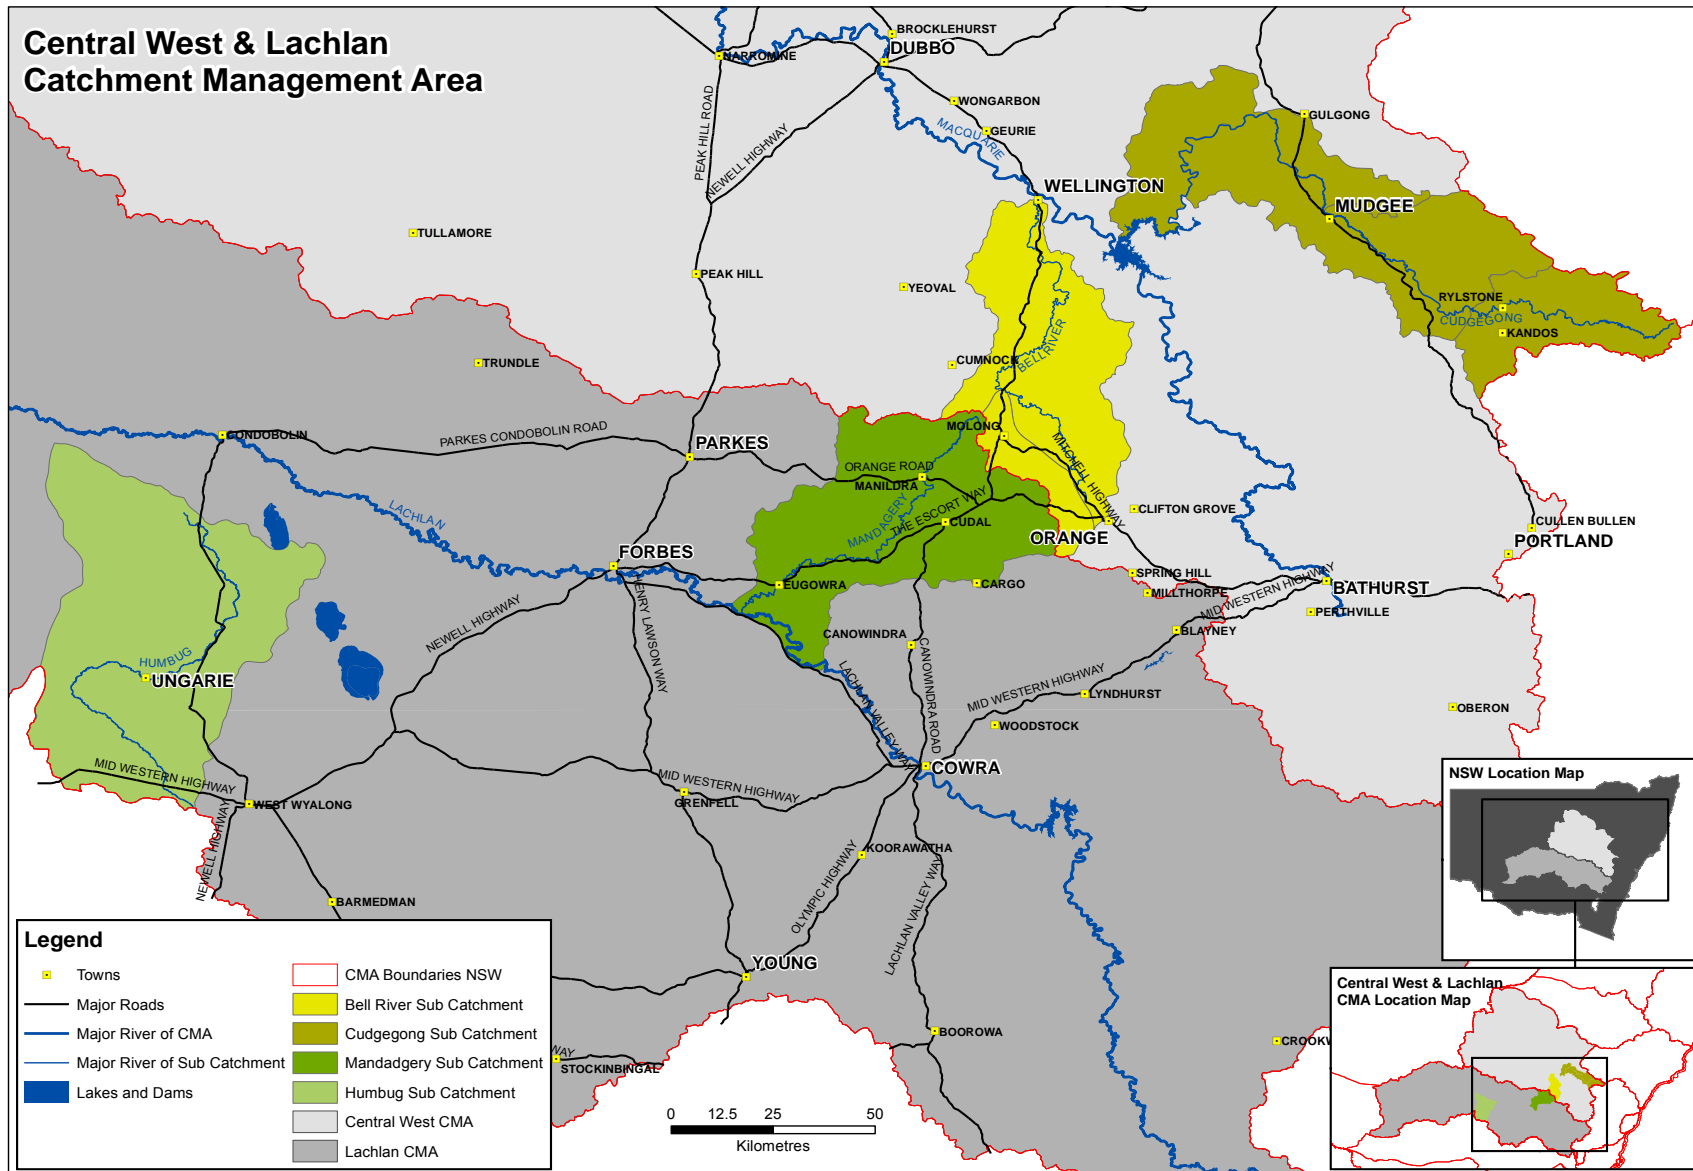 Central West & Lachlan
Catchment Management Area
BROCKLEHURST
DUBBO
NARROMINE
WONGARBON
GEURIE
MACQUARIE
GULGONG
PEAK HILL ROAD
NEWELL HIGHWAY
WELLINGTON
MUDGEE
TULLAMORE
PEAK HILL
YEOVAL
RYLSTONE
CUDGEGONG
KANDOS
BELL RIVER
CUMNOCK
TRUNDLE
CONDOBOLIN
PARKES CONDOBOLIN ROAD
PARKES
MOLONG
MITCHELL HIGHWAY
ORANGE ROAD
MANILDRA
MANDAGERY
THE ESCORT WAY
CUDAL
CLIFTON GROVE
ORANGE
CULLEN BULLEN
PORTLAND
LACHLAN
FORBES
EUGOWRA
CARGO
SPRING HILL
MILLTHORPE
BATHURST
MID WESTERN HIGHWAY
PERTHVILLE
BLAYNEY
NEWELL HIGHWAY
HENRY LAWSON WAY
CANOWINDRA
CANOWINDRA ROAD
LACHLAN VALLEY WAY
HUMBUG
UNGARIE
MID WESTERN HIGHWAY
LYNDHURST
WOODSTOCK
OBERON
MID WESTERN HIGHWAY
WEST WYALONG
NEWELL HIGHWAY
MID WESTERN HIGHWAY
GRENFELL
COWRA
KOORAWATHA
OLYMPIC HIGHWAY
LACHLAN VALLEY WAY
BARMEDMAN
YOUNG
BOOROWA
STOCKINBINGAL
WAY
CROOKW
NSW Location Map
Central West & Lachlan
CMA Location Map
Legend
Towns
Major Roads
Major River of CMA
Major River of Sub Catchment
Lakes and Dams
CMA Boundaries NSW
Bell River Sub Catchment
Cudgegong Sub Catchment
Mandadgery Sub Catchment
Humbug Sub Catchment
Central West CMA
Lachlan CMA
0 12.5 25 50
Kilometres